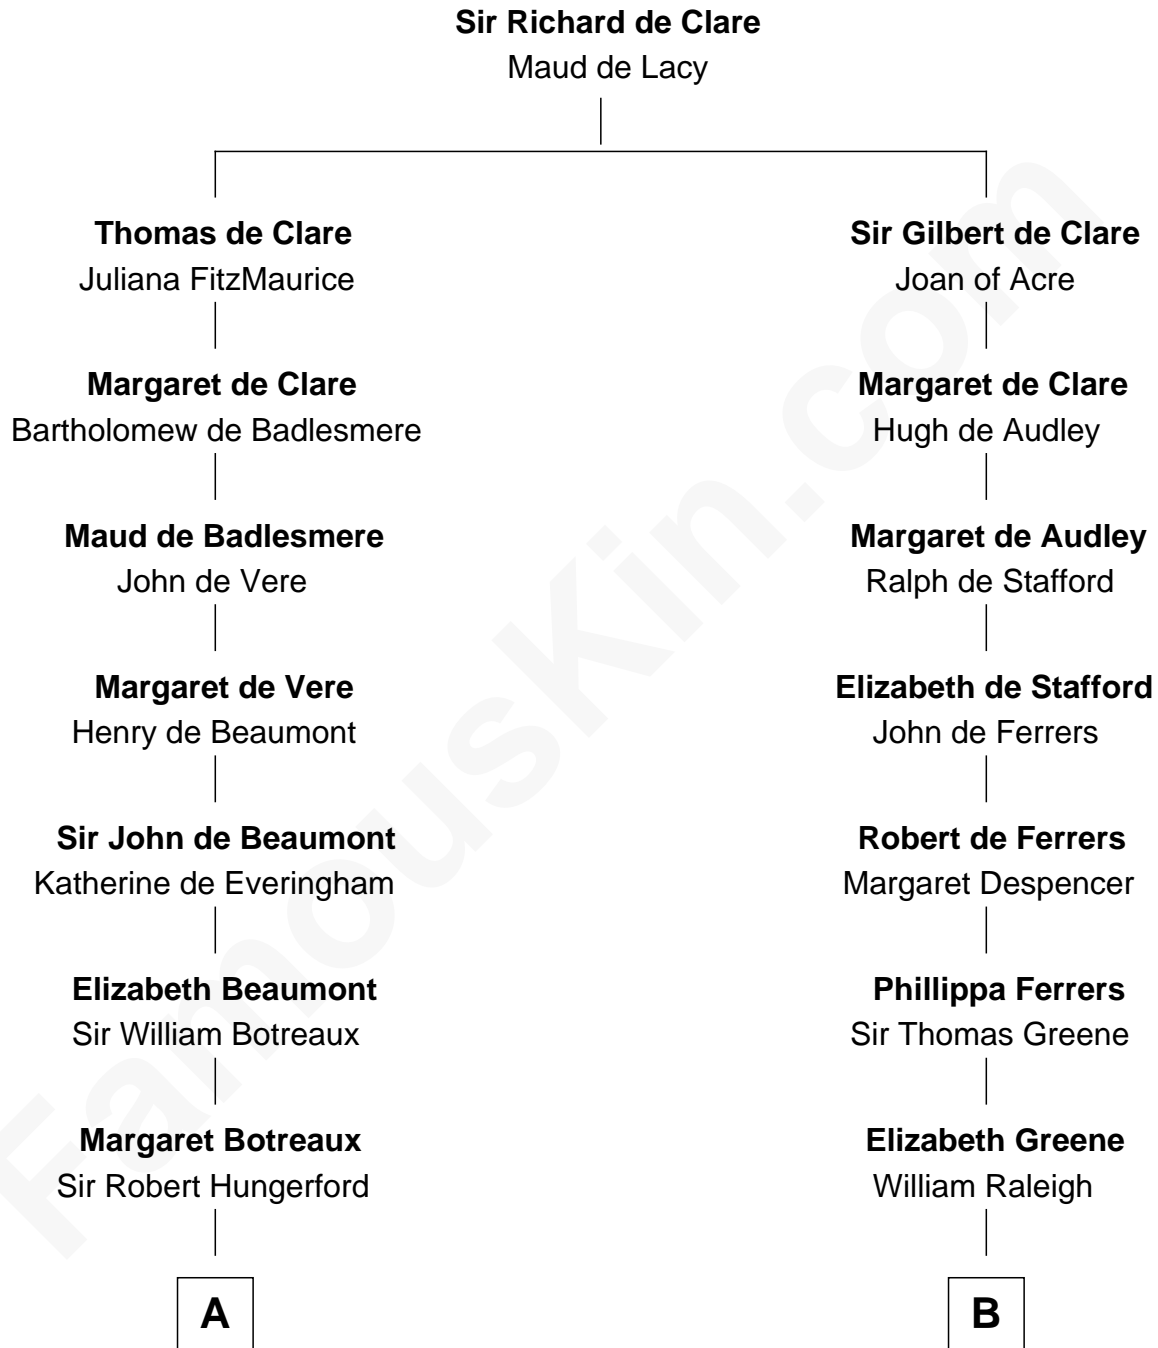 Sir Richard de Clare
Maud de Lacy
Thomas de Clare
Juliana FitzMaurice
Sir Gilbert de Clare
Joan of Acre
Margaret de Clare
Bartholomew de Badlesmere
Margaret de Clare
Hugh de Audley
Maud de Badlesmere
John de Vere
Margaret de Audley
Ralph de Stafford
Margaret de Vere
Henry de Beaumont
Elizabeth de Stafford
John de Ferrers
Sir John de Beaumont
Katherine de Everingham
Robert de Ferrers
Margaret Despencer
Elizabeth Beaumont
Sir William Botreaux
Phillippa Ferrers
Sir Thomas Greene
Margaret Botreaux
Sir Robert Hungerford
Elizabeth Greene
William Raleigh
A
B
FamousKin.com